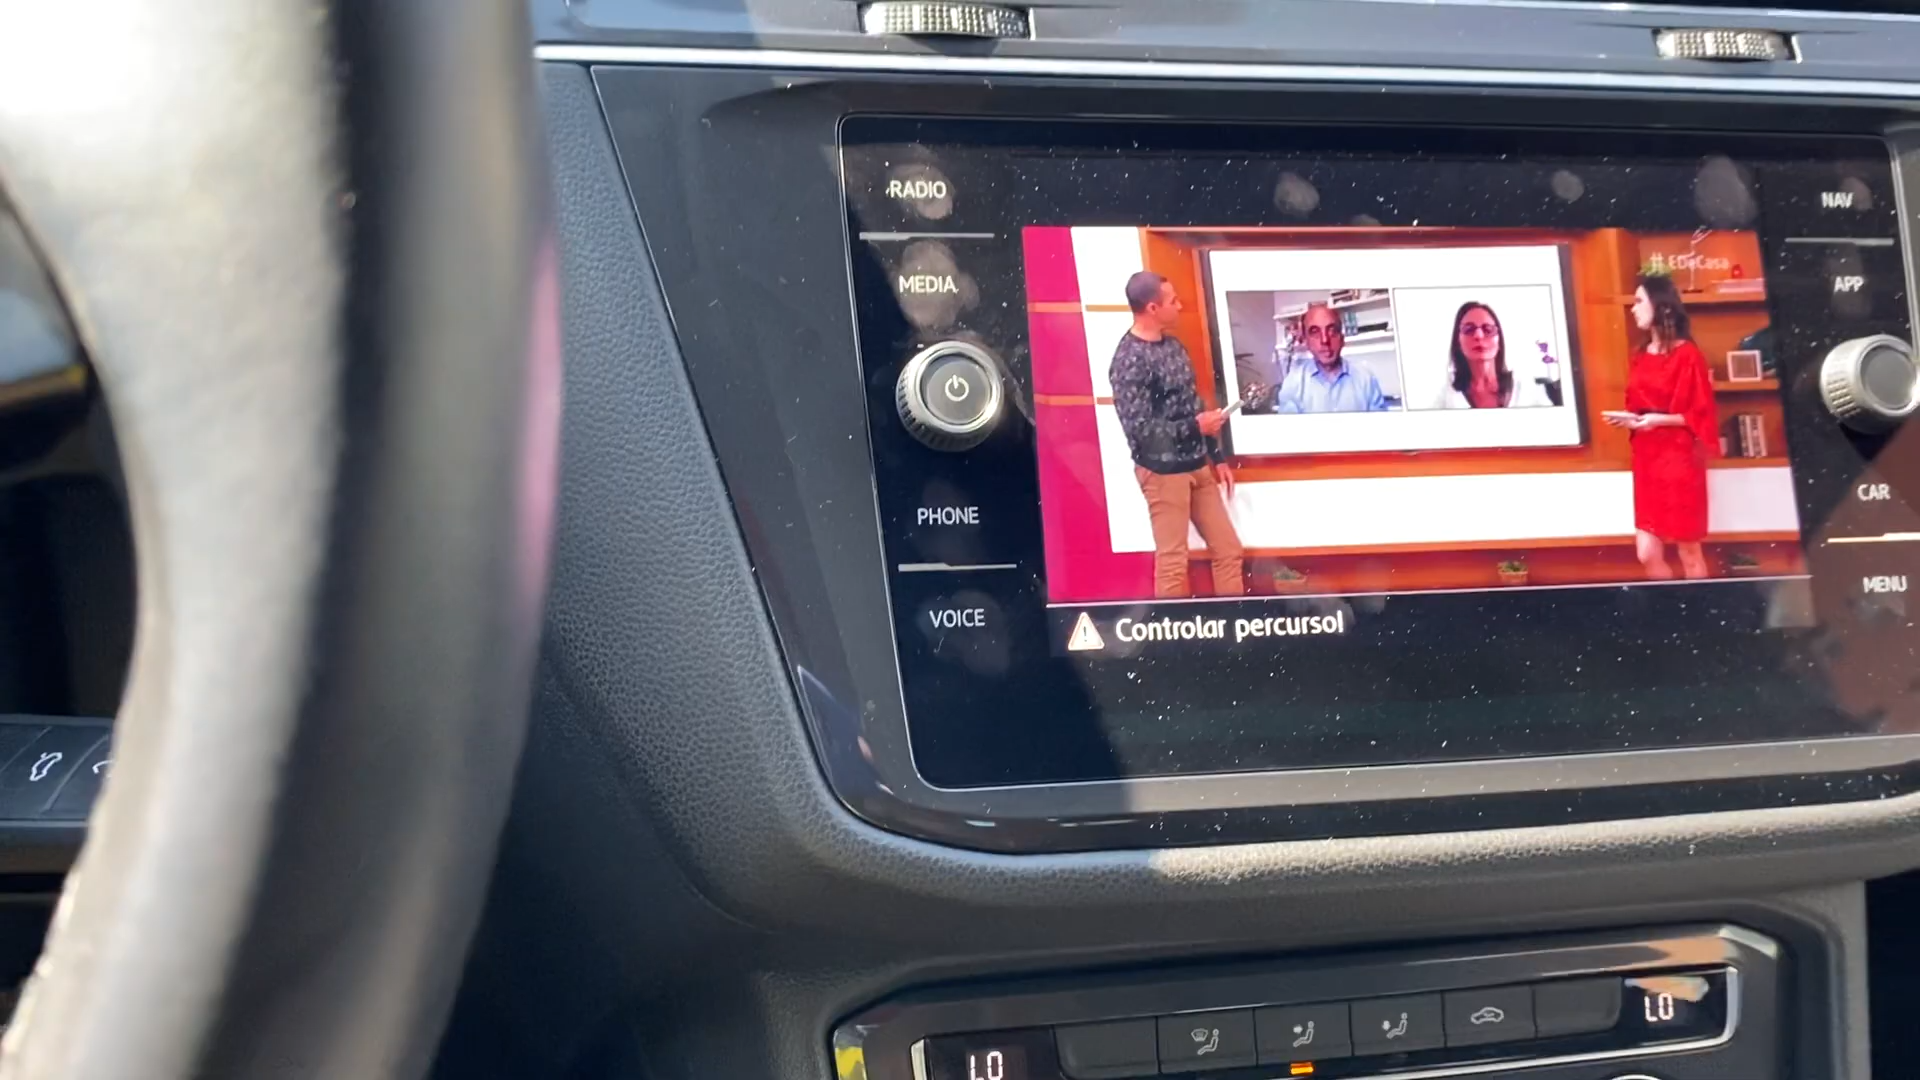 RADIO
MEDIA
PHONE
VOICE
NAV
APP
CAR
MENU
#EDeCasa
Controlar percurso!
LO
LO